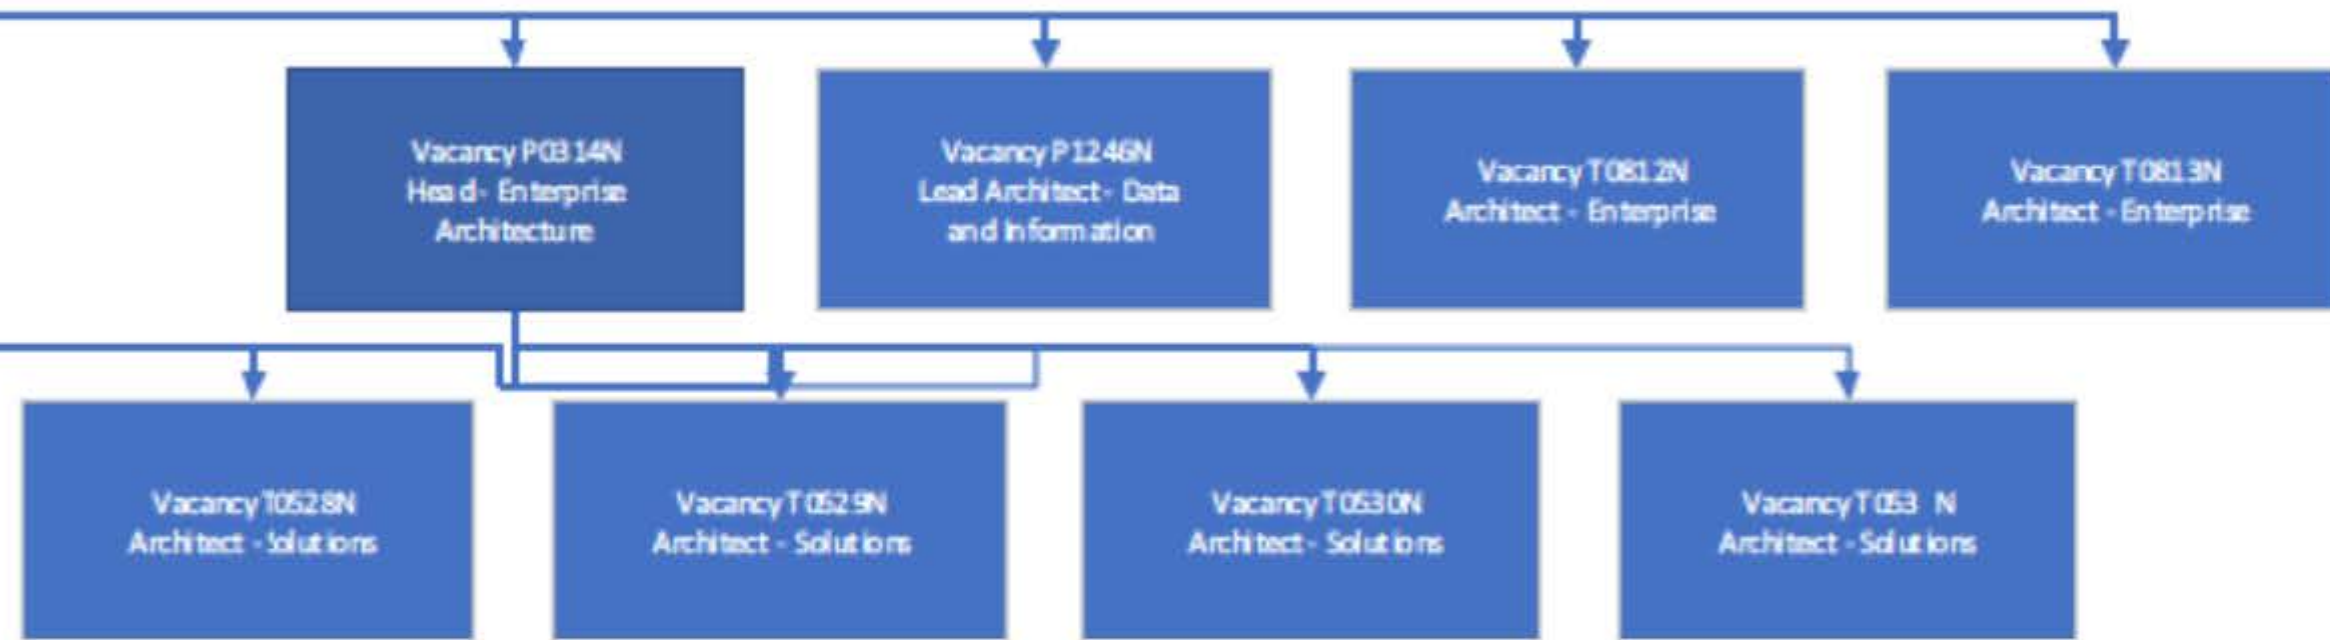 Vacancy P0314N
Head - Enterprise
Architecture
Vacancy P1246N
Lead Architect - Data
and Information
Vacancy T0812N
Architect - Enterprise
Vacancy T0813N
Architect - Enterprise
Vacancy T0528N
Architect - Solutions
Vacancy T0529N
Architect - Solutions
Vacancy T0530N
Architect - Solutions
Vacancy
Architect - Solutions